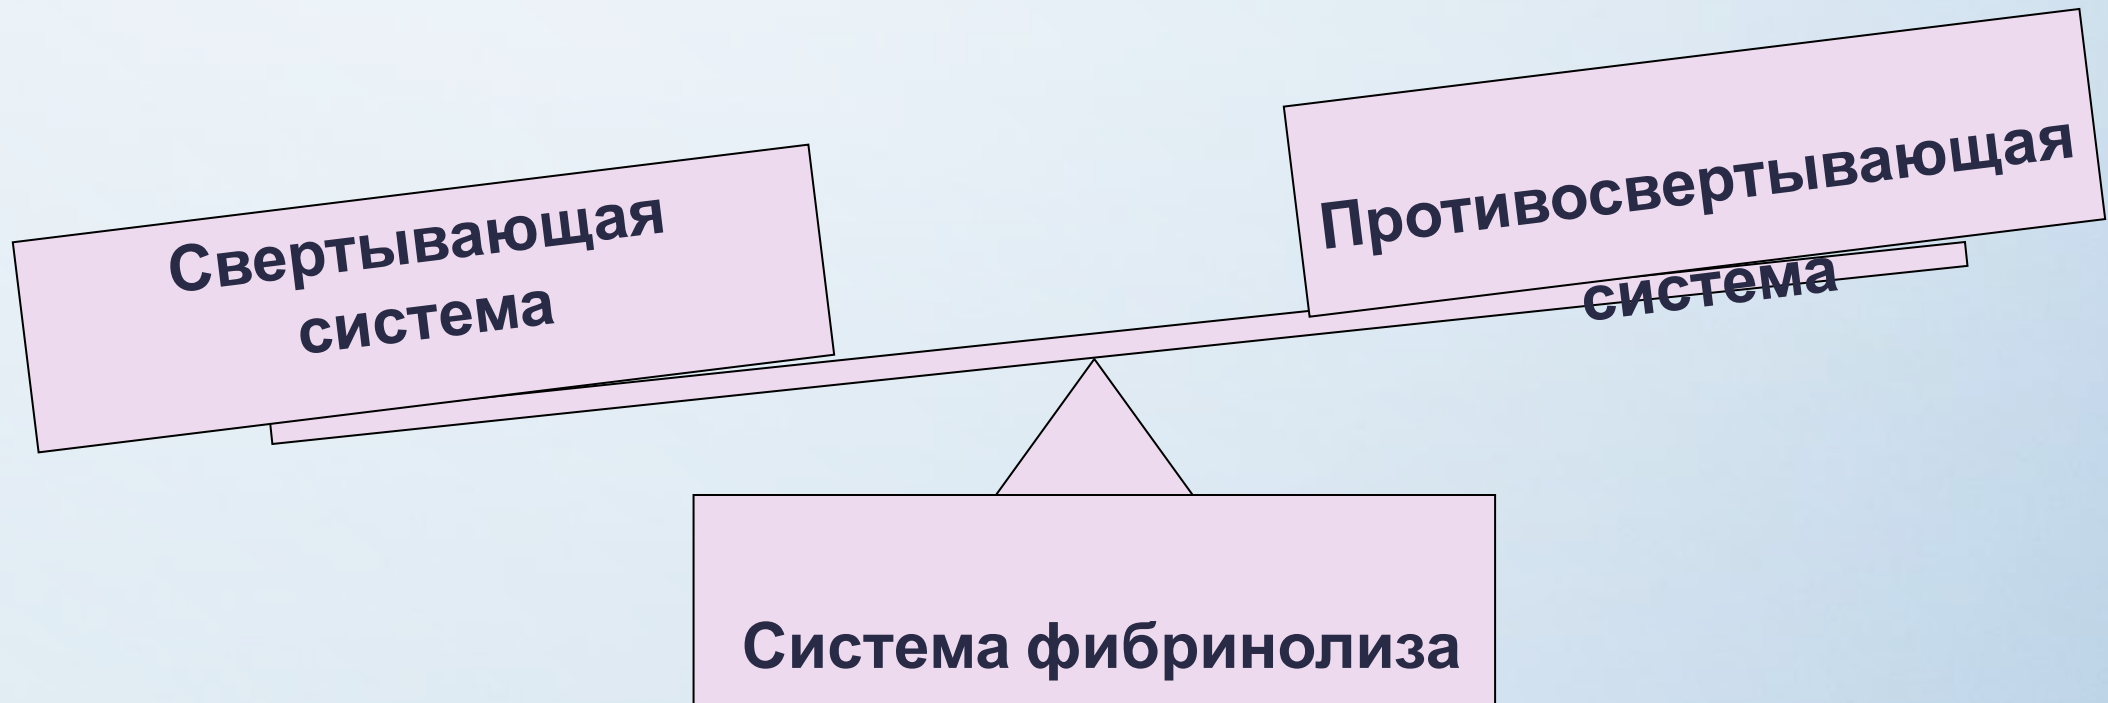 Свертывающая
система
Противосвертывающая
система
Система фибринолиза